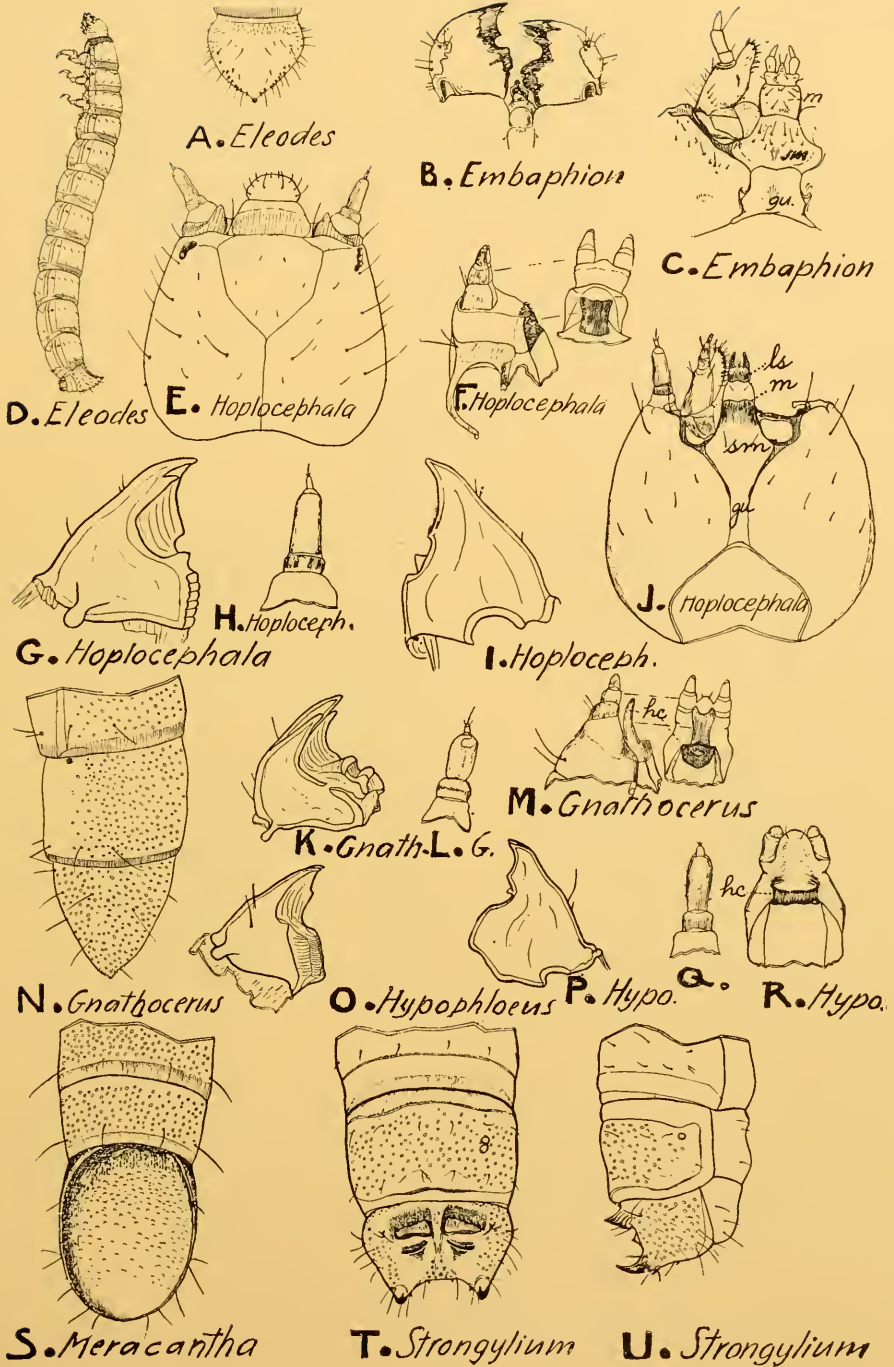 A. Eleodes
B. Embaphion
m
sm
gu.
C. Embaphion
D. Eleodes
E. Hoplocephala
F. Hoplocephala
ls
m
sm
gu
J. Hoplocephala
G. Hoplocephala
H. Hoploceph.
I. Hoploceph.
hc
K. Gnath.
L. G.
M. Gnathocerus
hc
N. Gnathocerus
O. Hypophloeus
P. Hypo.
Q.
R. Hypo.
S. Meracantha
T. Strongylium
U. Strongylium